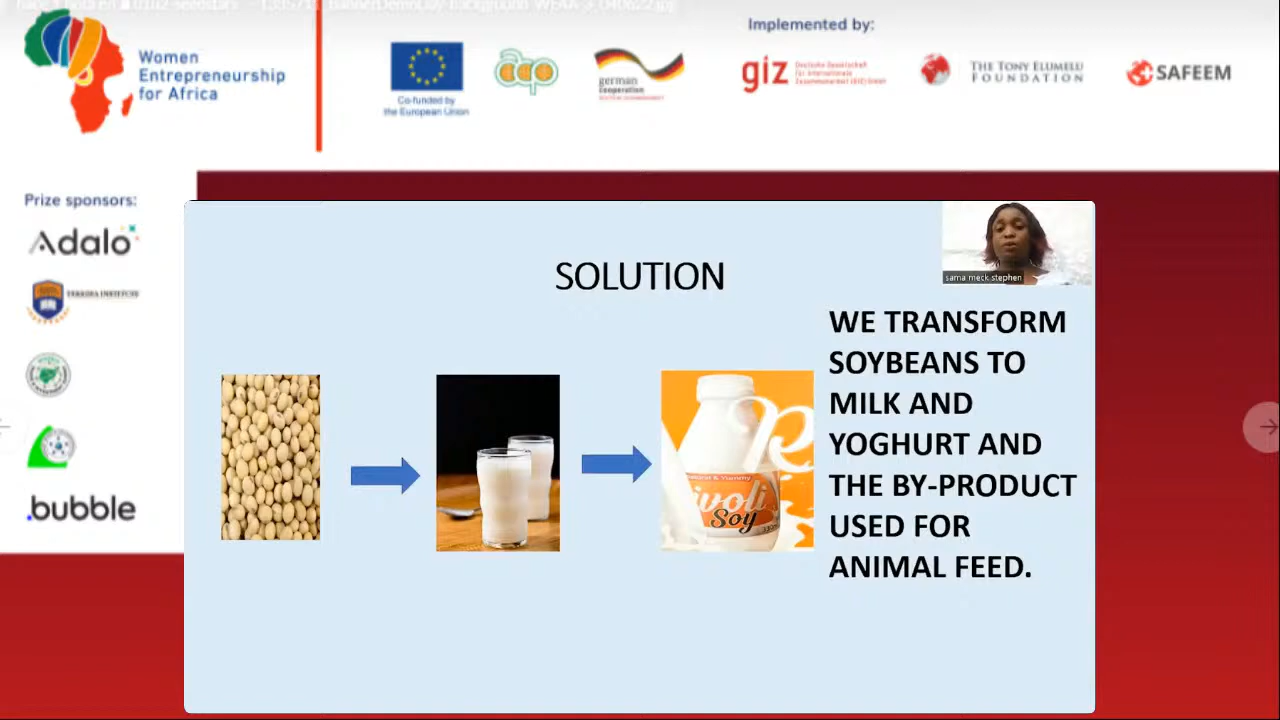 Women
Entrepreneurship
for Africa
Co-funded by
the European Union
german
cooperation
Implemented by:
giz
THE TONY ELUMELU
FOUNDATION
SAFEEM
Prize sponsors:
Adalo
.bubble
SOLUTION
sama meck stephen
WE TRANSFORM
SOYBEANS TO
MILK AND
YOGHURT AND
THE BY-PRODUCT
USED FOR
ANIMAL FEED.
ivoli
Soy